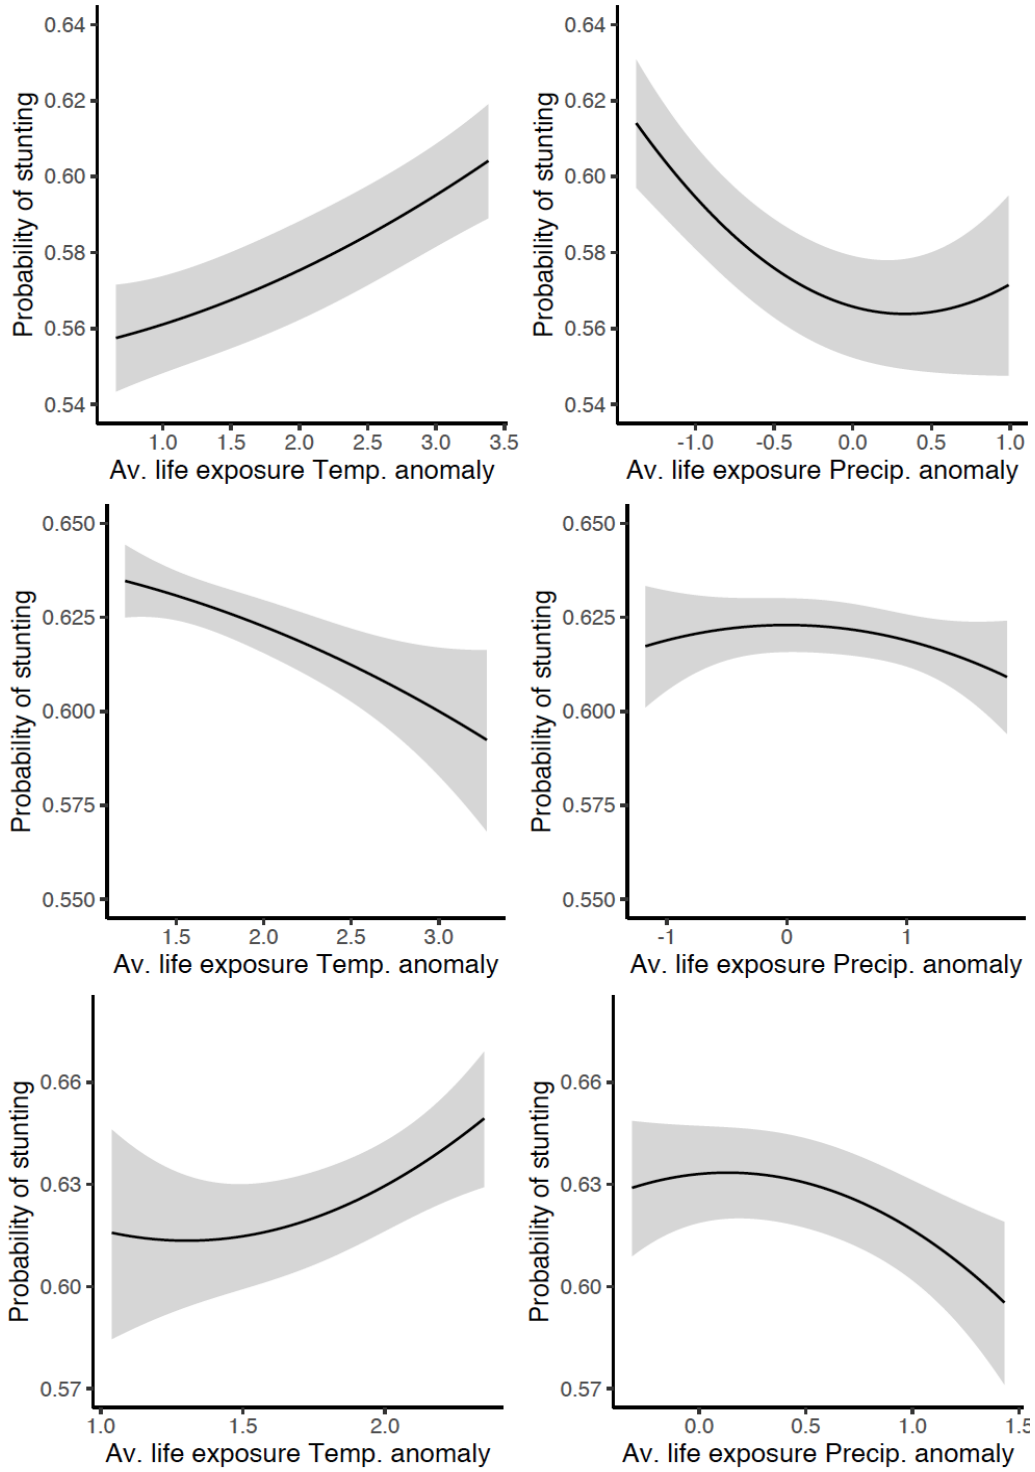 Probability of stunting
0.64
0.62
0.60
0.58
0.56
0.54
1.0 1.5 2.0 2.5 3.0 3.5
Av. life exposure Temp. anomaly
Probability of stunting
0.64
0.62
0.60
0.58
0.56
0.54
-1.0 -0.5 0.0 0.5 1.0
Av. life exposure Precip. anomaly
Probability of stunting
0.650
0.625
0.600
0.575
0.550
1.5 2.0 2.5 3.0
Av. life exposure Temp. anomaly
Probability of stunting
0.650
0.625
0.600
0.575
0.550
-1 0 1
Av. life exposure Precip. anomaly
Probability of stunting
0.66
0.63
0.60
0.57
1.0 1.5 2.0
Av. life exposure Temp. anomaly
Probability of stunting
0.66
0.63
0.60
0.57
0.0 0.5 1.0 1.5
Av. life exposure Precip. anomaly